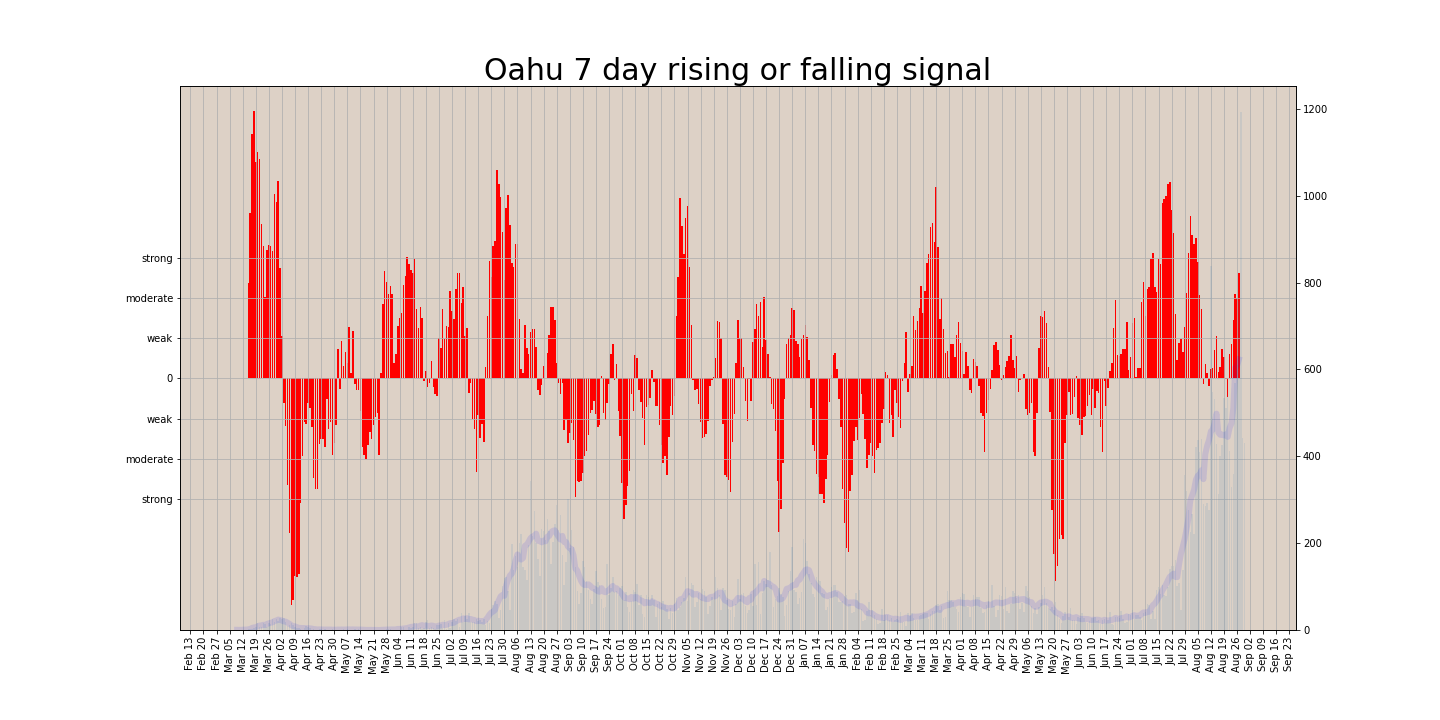 Oahu 7 day rising or falling signal
strong
moderate
weak
0
weak
moderate
strong
1200
1000
800
600
400
200
0
Feb 13
Feb 20
Feb 27
Mar 05
Mar 12
Mar 19
Mar 26
Apr 02
Apr 09
Apr 16
Apr 23
Apr 30
May 07
May 14
May 21
May 28
Jun 04
Jun 11
Jun 18
Jun 25
Jul 02
Jul 09
Jul 16
Jul 23
Jul 30
Aug 06
Aug 13
Aug 20
Aug 27
Sep 03
Sep 10
Sep 17
Sep 24
Oct 01
Oct 08
Oct 15
Oct 22
Oct 29
Nov 05
Nov 12
Nov 19
Nov 26
Dec 03
Dec 10
Dec 17
Dec 24
Dec 31
Jan 07
Jan 14
Jan 21
Jan 28
Feb 04
Feb 11
Feb 18
Feb 25
Mar 04
Mar 11
Mar 18
Mar 25
Apr 01
Apr 08
Apr 15
Apr 22
Apr 29
May 06
May 13
May 20
May 27
Jun 03
Jun 10
Jun 17
Jun 24
Jul 01
Jul 08
Jul 15
Jul 22
Jul 29
Aug 05
Aug 12
Aug 19
Aug 26
Sep 02
Sep 09
Sep 16
Sep 23